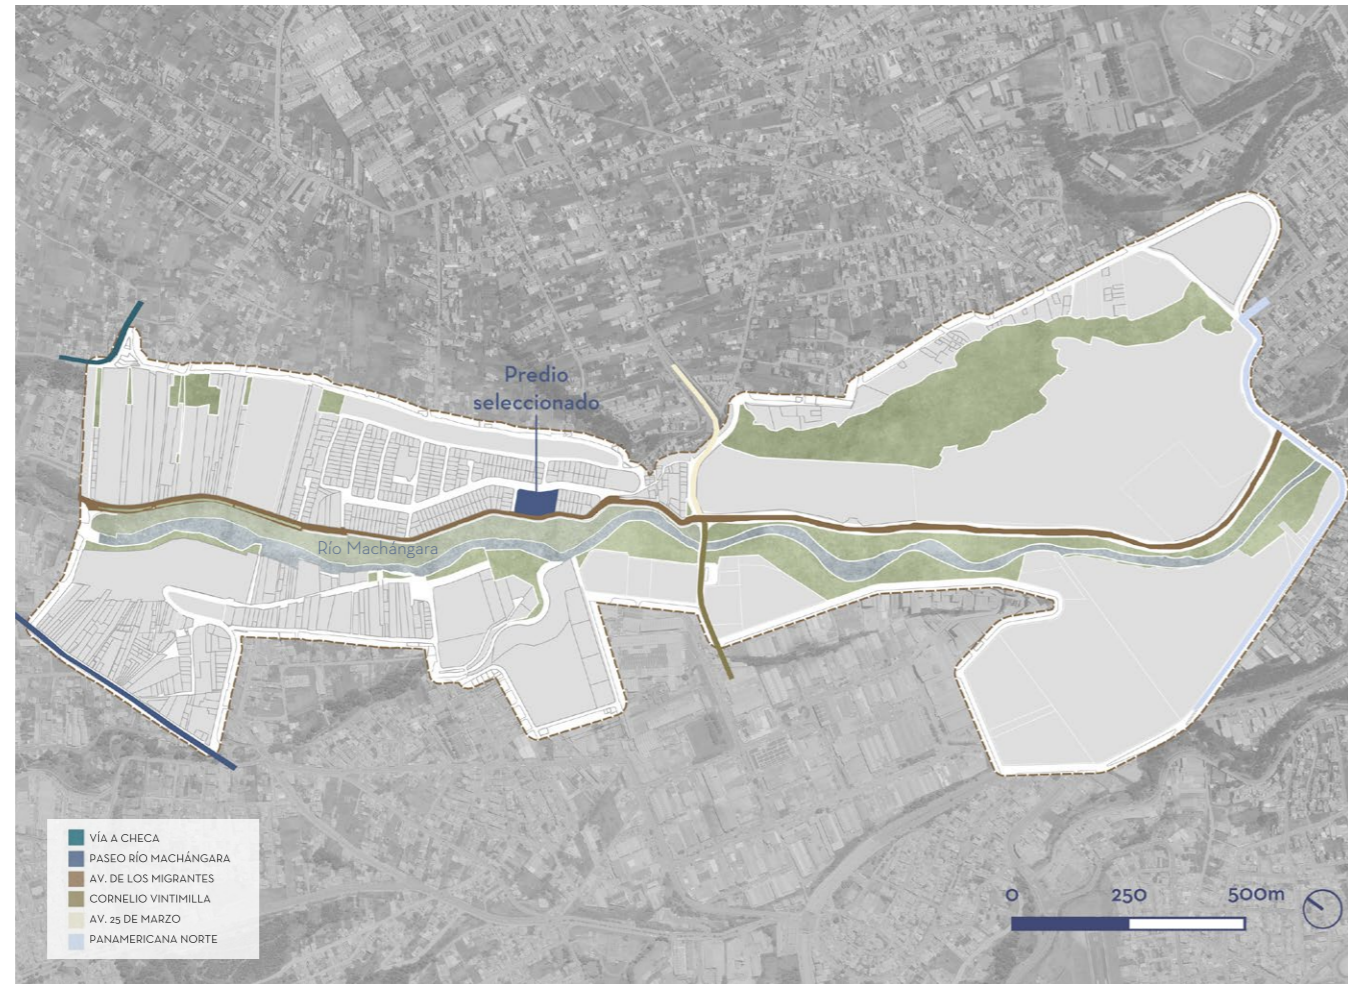 Predio
seleccionado
Río Machángara
VÍA A CHECA
PASEO RÍO MACHÁNGARA
AV. DE LOS MIGRANTES
CORNELIO VINTIMILLA
AV. 25 DE MARZO
PANAMERICANA NORTE
0 250 500m